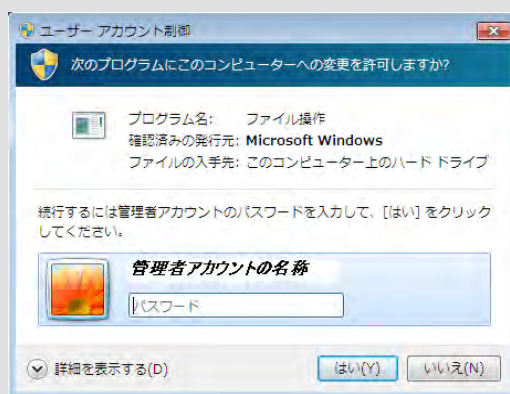 ユーザー アカウント制御
次のプログラムにこのコンピューターへの変更を許可しますか?
プログラム名: ファイル操作
確認済みの発行元: Microsoft Windows
ファイルの入手先: このコンピューター上のハード ドライブ
続行するには管理者アカウントのパスワードを入力して、[はい] をクリック
してください。
管理者アカウントの名称
パスワード
詳細を表示する(D)
はい(Y)
いいえ(N)